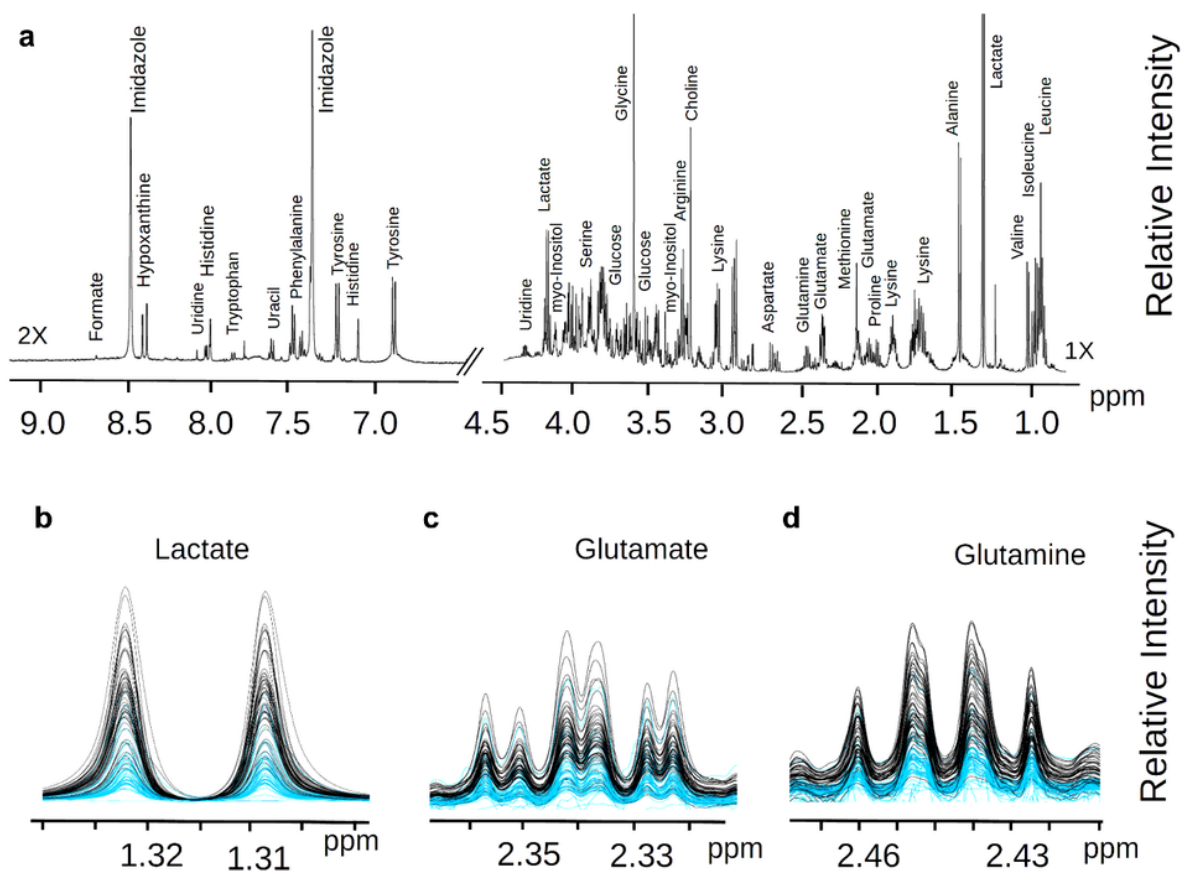 a
Formate
Imidazole
Hypoxanthine
Uridine
Histidine
Tryptophan
Uracil
Phenylalanine
Imidazole
Tyrosine
Histidine
Tyrosine
Uridine
Lactate
myo-Inositol
Serine
Glucose
Glycine
Glucose
myo-Inositol
Arginine
Choline
Lysine
Aspartate
Glutamine
Glutamate
Methionine
Glutamate
Proline
Lysine
Lysine
Alanine
Lactate
Valine
Isoleucine
Leucine
Relative Intensity
2X
1X
9.0 8.5 8.0 7.5 7.0 4.5 4.0 3.5 3.0 2.5 2.0 1.5 1.0 ppm
b
Lactate
1.32 1.31 ppm
c
Glutamate
2.35 2.33 ppm
d
Glutamine
2.46 2.43 ppm
Relative Intensity